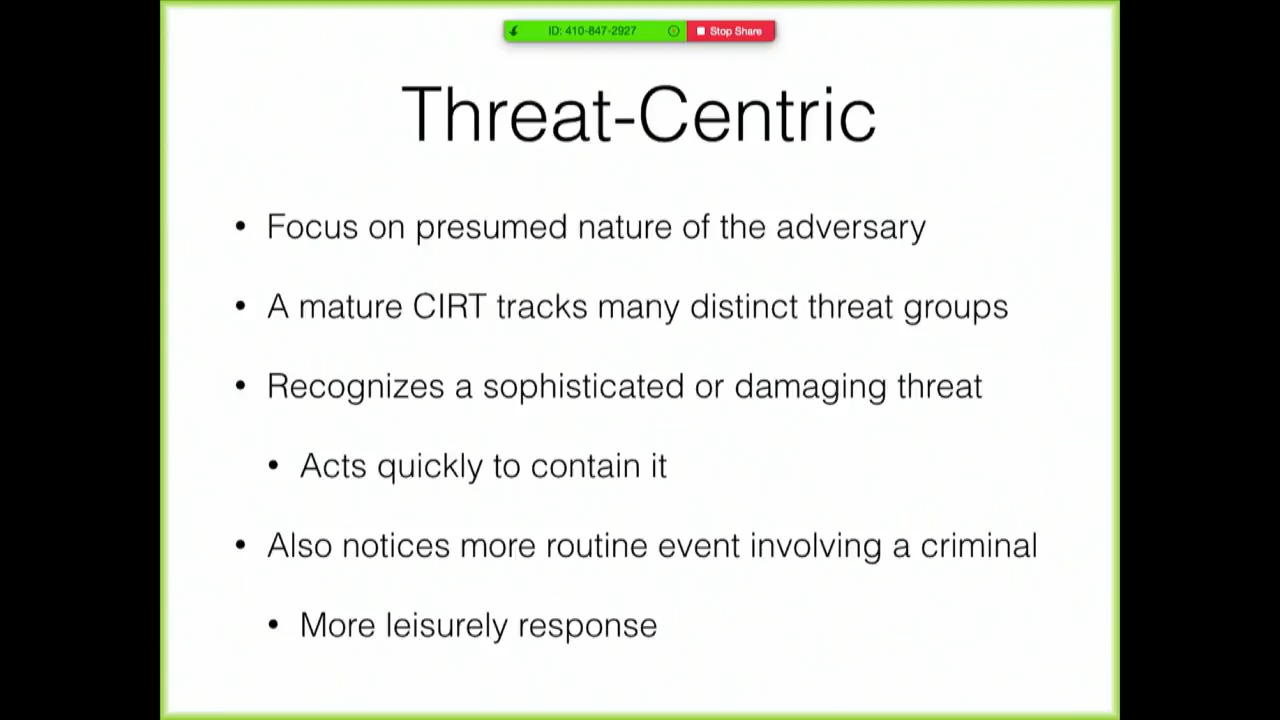 ID: 410-847-2927 Stop Share
Threat-Centric
• Focus on presumed nature of the adversary
• A mature CIRT tracks many distinct threat groups
• Recognizes a sophisticated or damaging threat
• Acts quickly to contain it
• Also notices more routine event involving a criminal
• More leisurely response